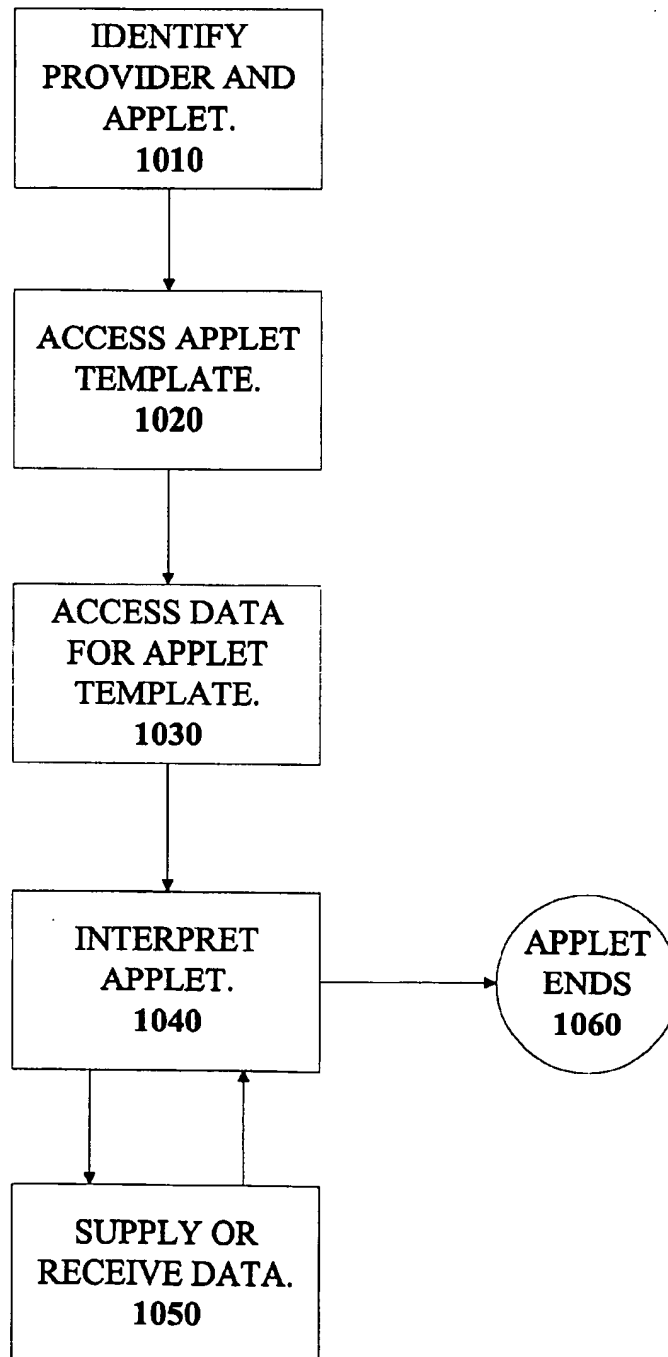 IDENTIFY
PROVIDER AND
APPLET.
1010
ACCESS APPLET
TEMPLATE.
1020
ACCESS DATA
FOR APPLET
TEMPLATE.
1030
INTERPRET
APPLET.
1040
APPLET
ENDS
1060
SUPPLY OR
RECEIVE DATA.
1050